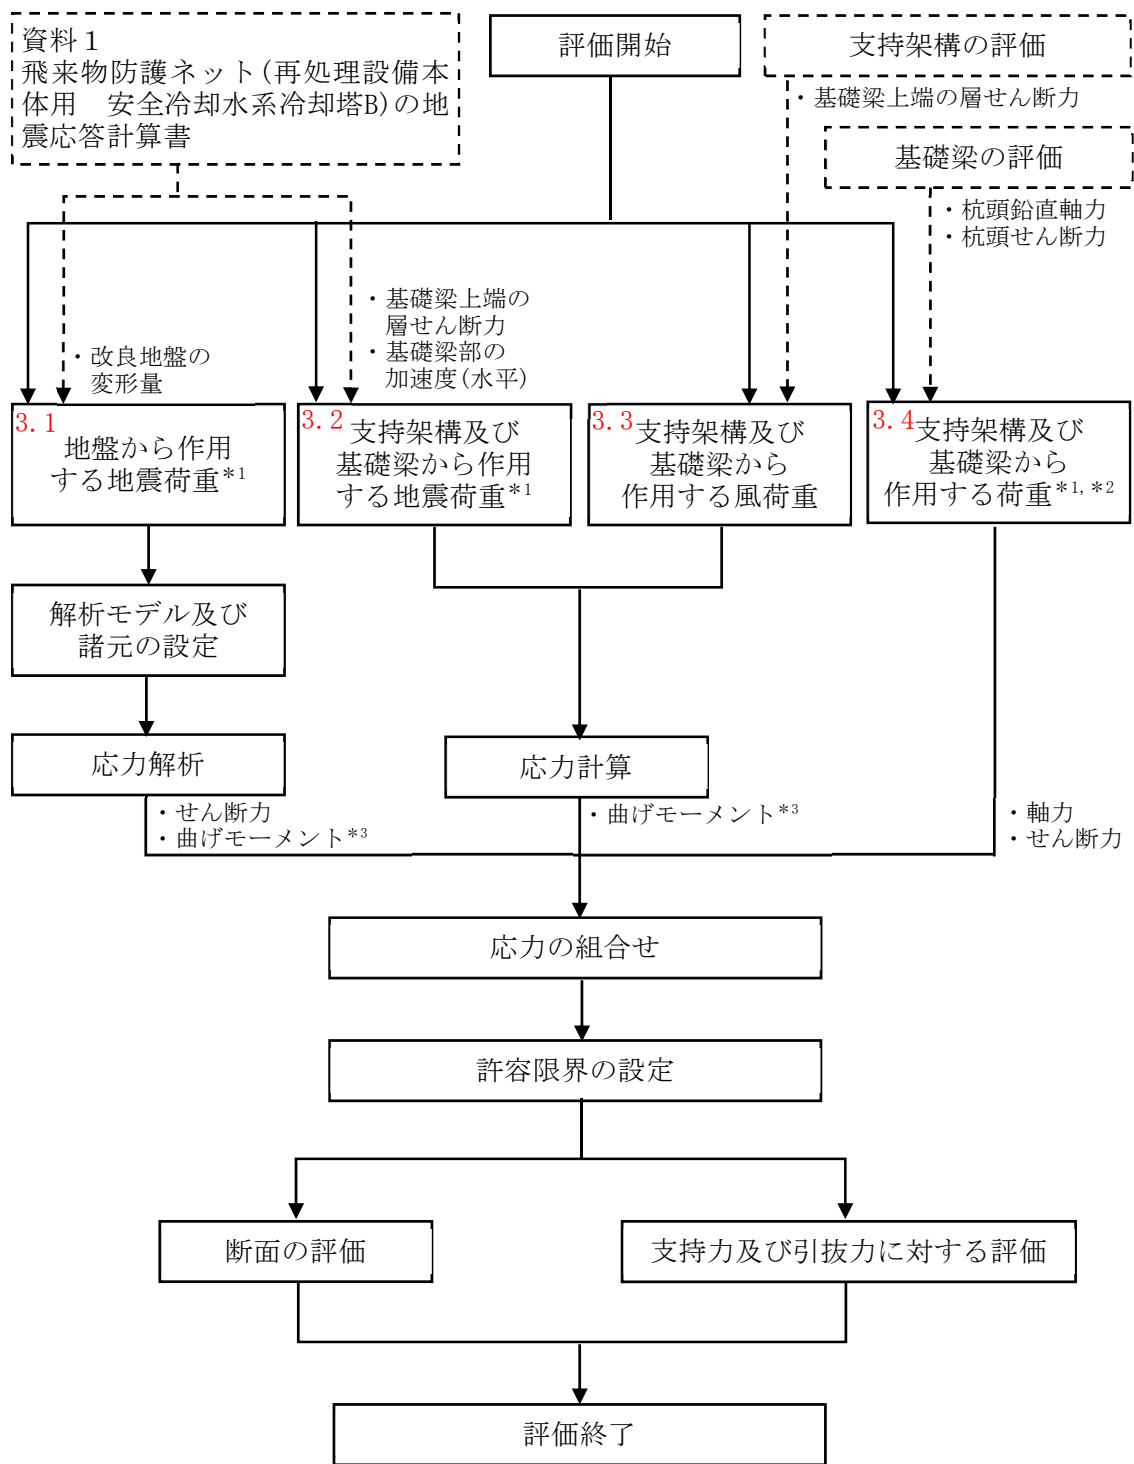 資料１
飛来物防護ネット(再処理設備本
体用　安全冷却水系冷却塔B)の地
震応答計算書
評価開始
支持架構の評価
・基礎梁上端の層せん断力
基礎梁の評価
・杭頭鉛直軸力
・杭頭せん断力
・基礎梁上端の
層せん断力
・基礎梁部の
加速度(水平)
・改良地盤の
変形量
3.1
地盤から作用
する地震荷重*1
3.2
支持架構及び
基礎梁から作用
する地震荷重*1
3.3
支持架構及び
基礎梁から
作用する風荷重
3.4
支持架構及び
基礎梁から
作用する荷重*1,*2
解析モデル及び
諸元の設定
応力解析
・せん断力
・曲げモーメント*3
応力計算
・曲げモーメント*3
・軸力
・せん断力
応力の組合せ
許容限界の設定
断面の評価
支持力及び引抜力に対する評価
評価終了